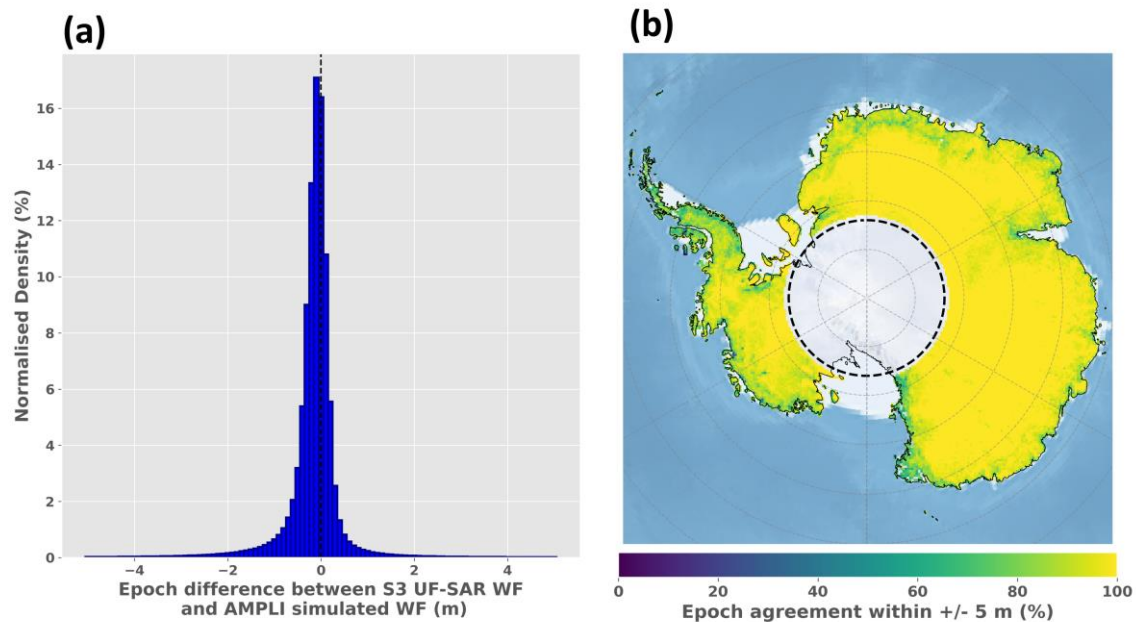 (a)
16
14
12
10
8
6
4
2
0
Normalised Density (%)
−4 −2 0 2 4
Epoch difference between S3 UF-SAR WF
and AMPLI simulated WF (m)
(b)
0 20 40 60 80 100
Epoch agreement within +/- 5 m (%)